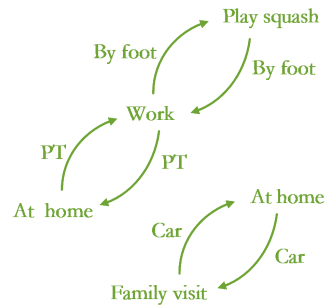 Play squash
By foot
By foot
Work
PT
PT
At home
At home
Car
Car
Family visit